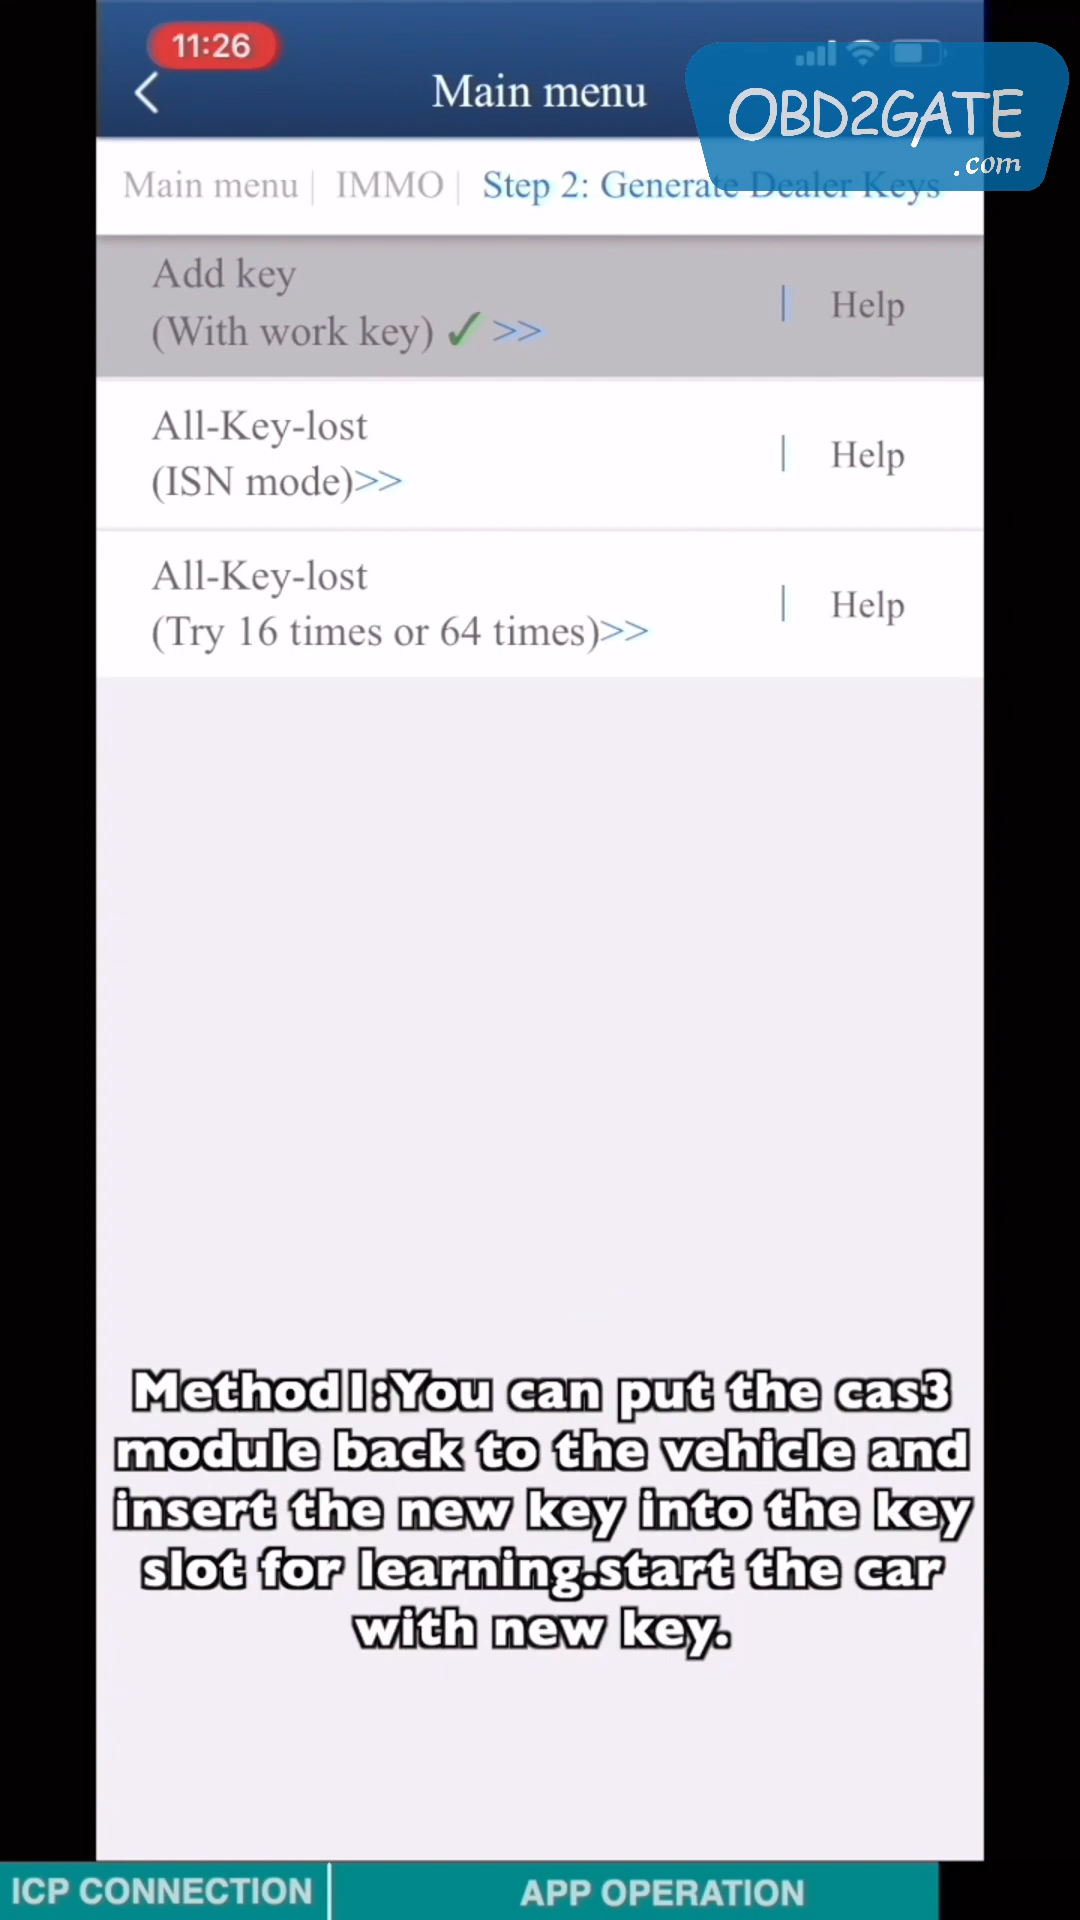 11:26
Main menu
OBD2GATE
.com
Main menu | IMMO | Step 2: Generate Dealer Keys
Add key
(With work key) ✓ >>
| Help
All-Key-lost
(ISN mode)>>
| Help
All-Key-lost
(Try 16 times or 64 times)>>
| Help
Method1:You can put the cas3
module back to the vehicle and
insert the new key into the key
slot for learning.start the car
with new key.
ICP CONNECTION
APP OPERATION